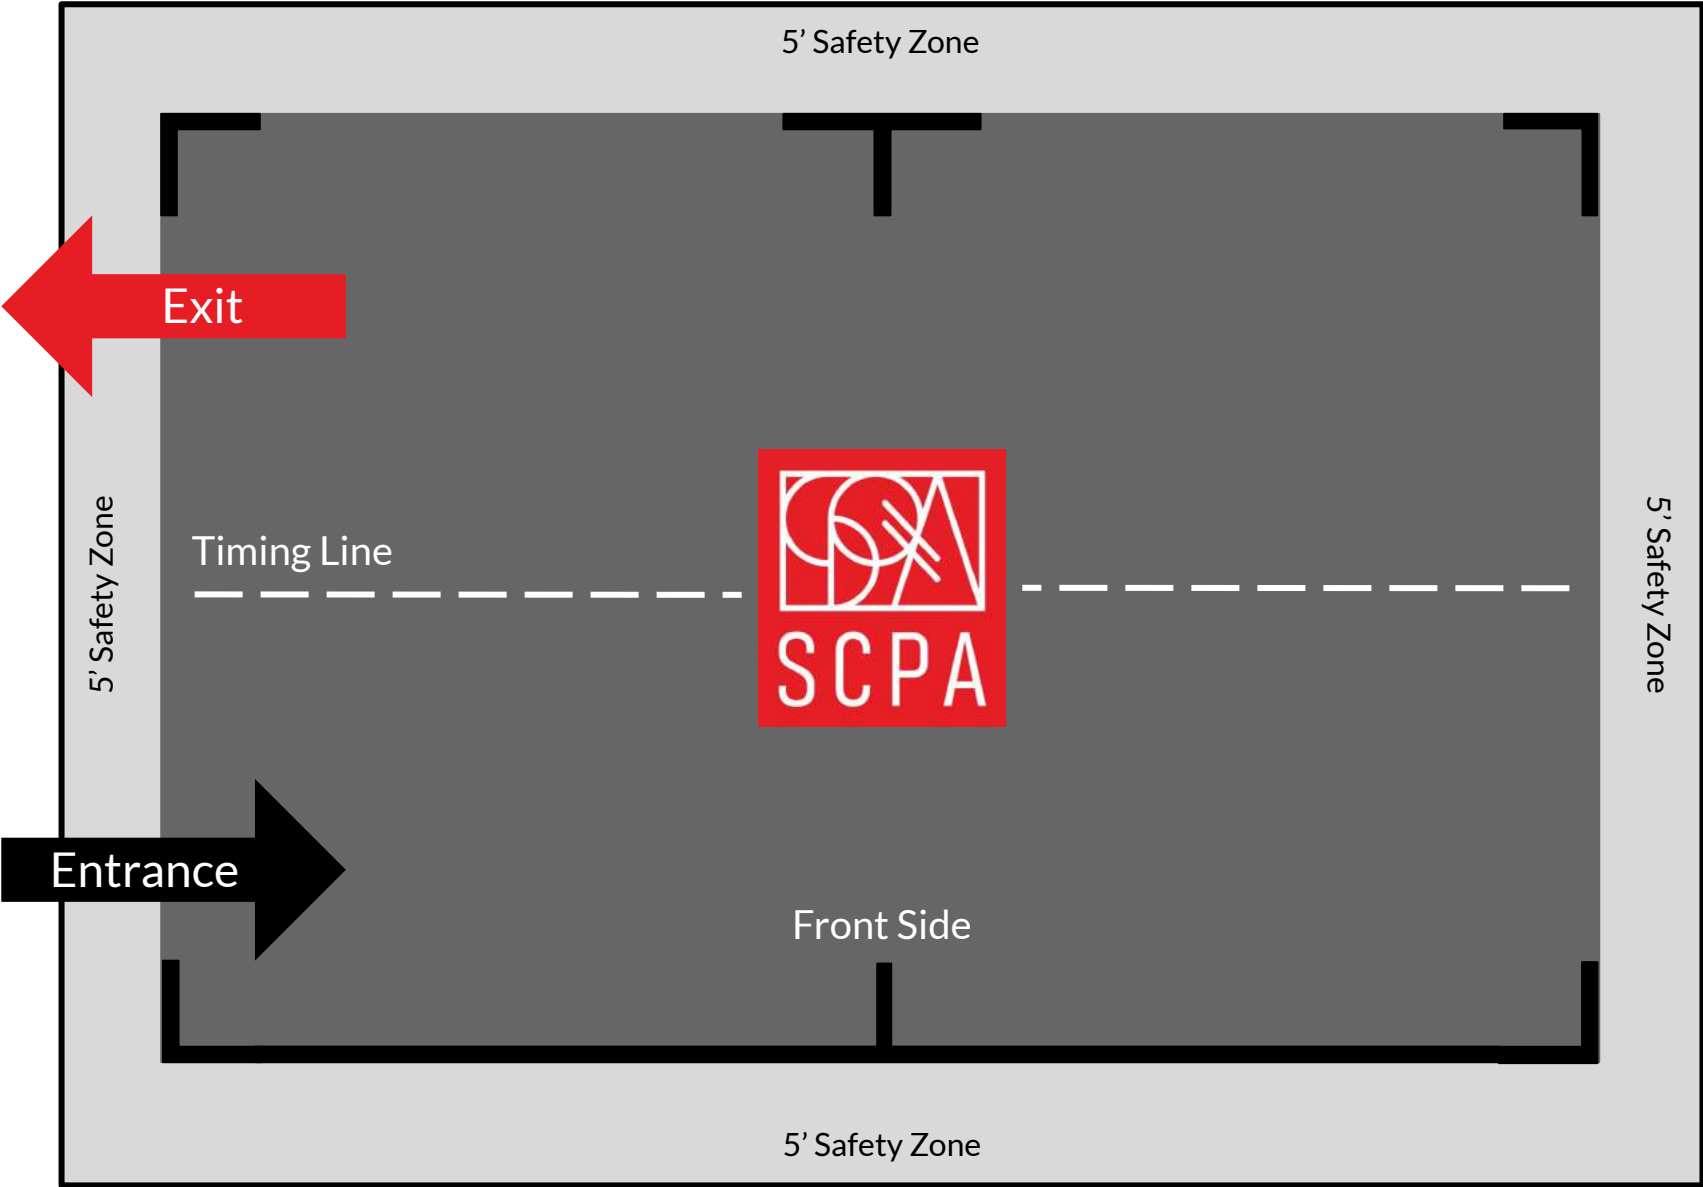 5’ Safety Zone
Exit
5’ Safety Zone
Timing Line
SCPA
5’ Safety Zone
Entrance
Front Side
5’ Safety Zone